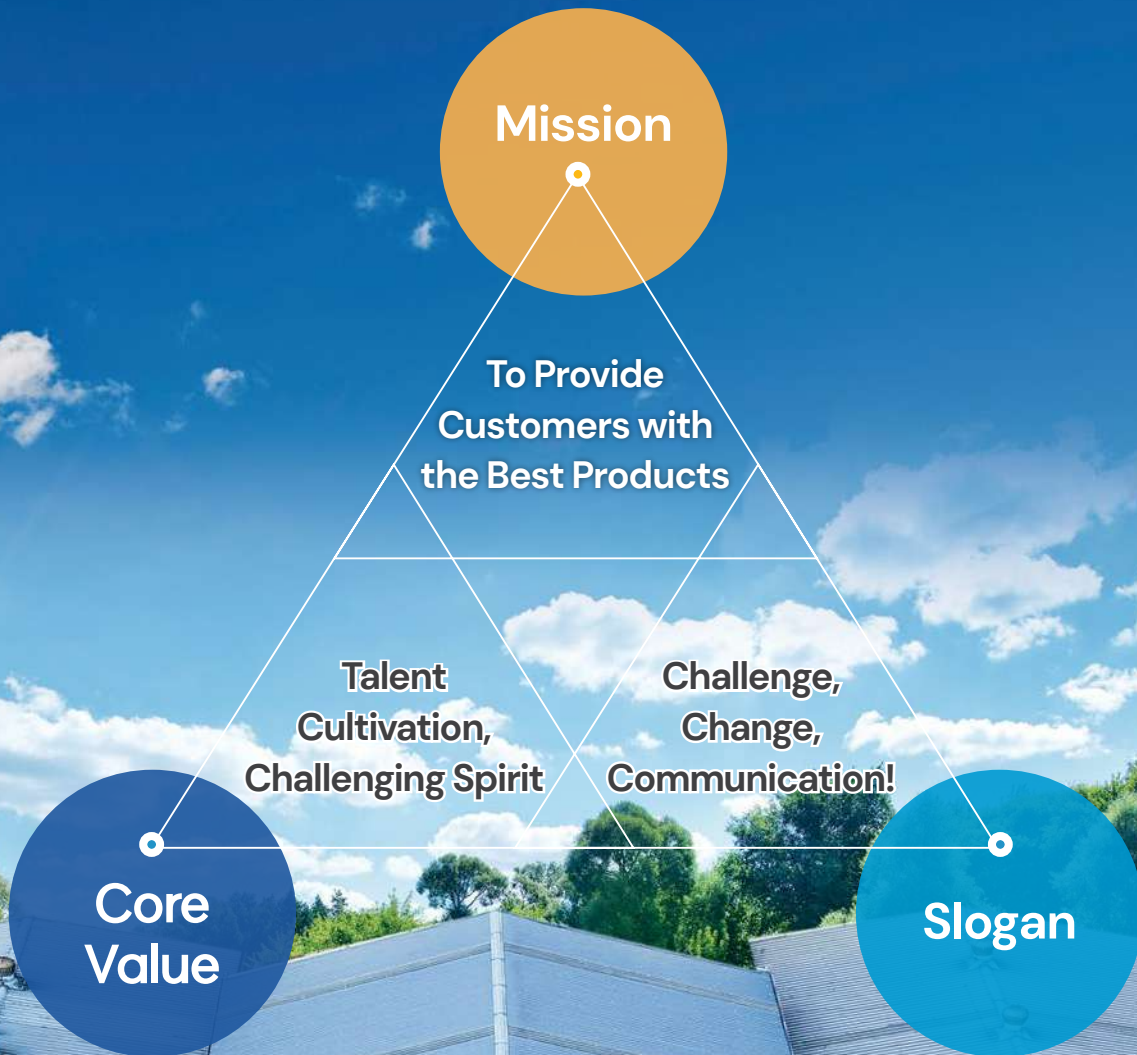 Mission
To Provide
Customers with
the Best Products
Talent
Cultivation,
Challenging Spirit
Challenge,
Change,
Communication!
Core
Value
Slogan